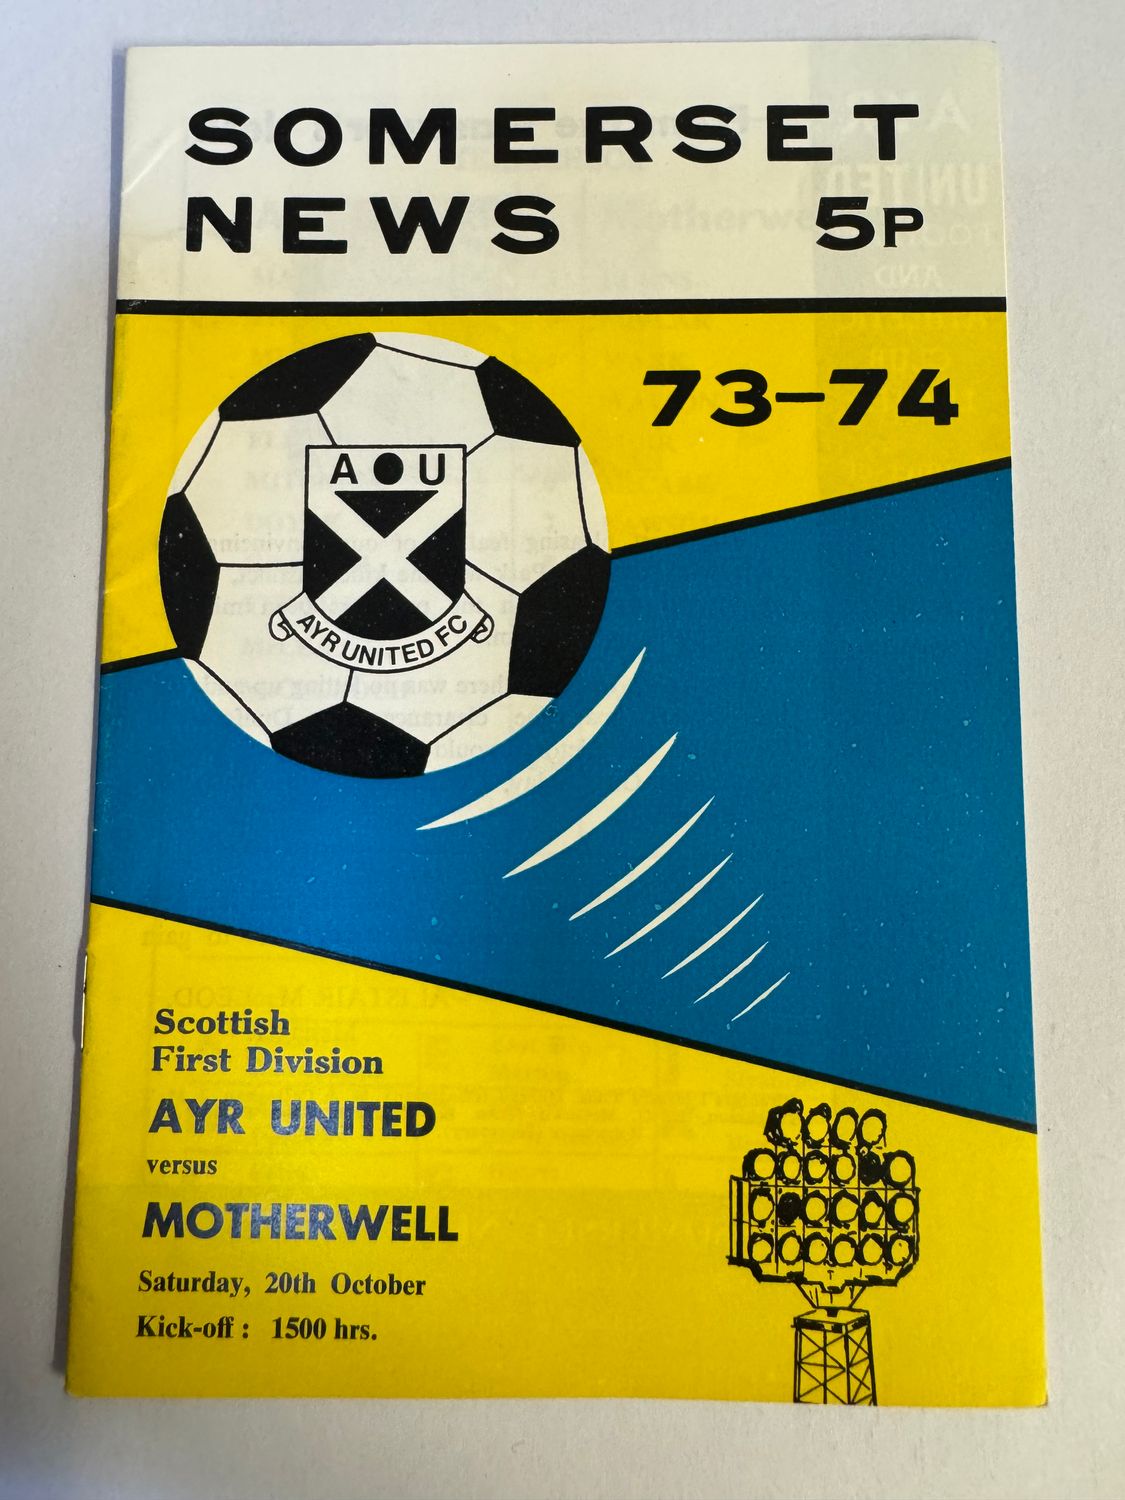 SOMERSET
NEWS 5P
73-74
A U
AYR UNITED FC
Scottish
First Division
AYR UNITED
versus
MOTHERWELL
Saturday, 20th October
Kick-off : 1500 hrs.